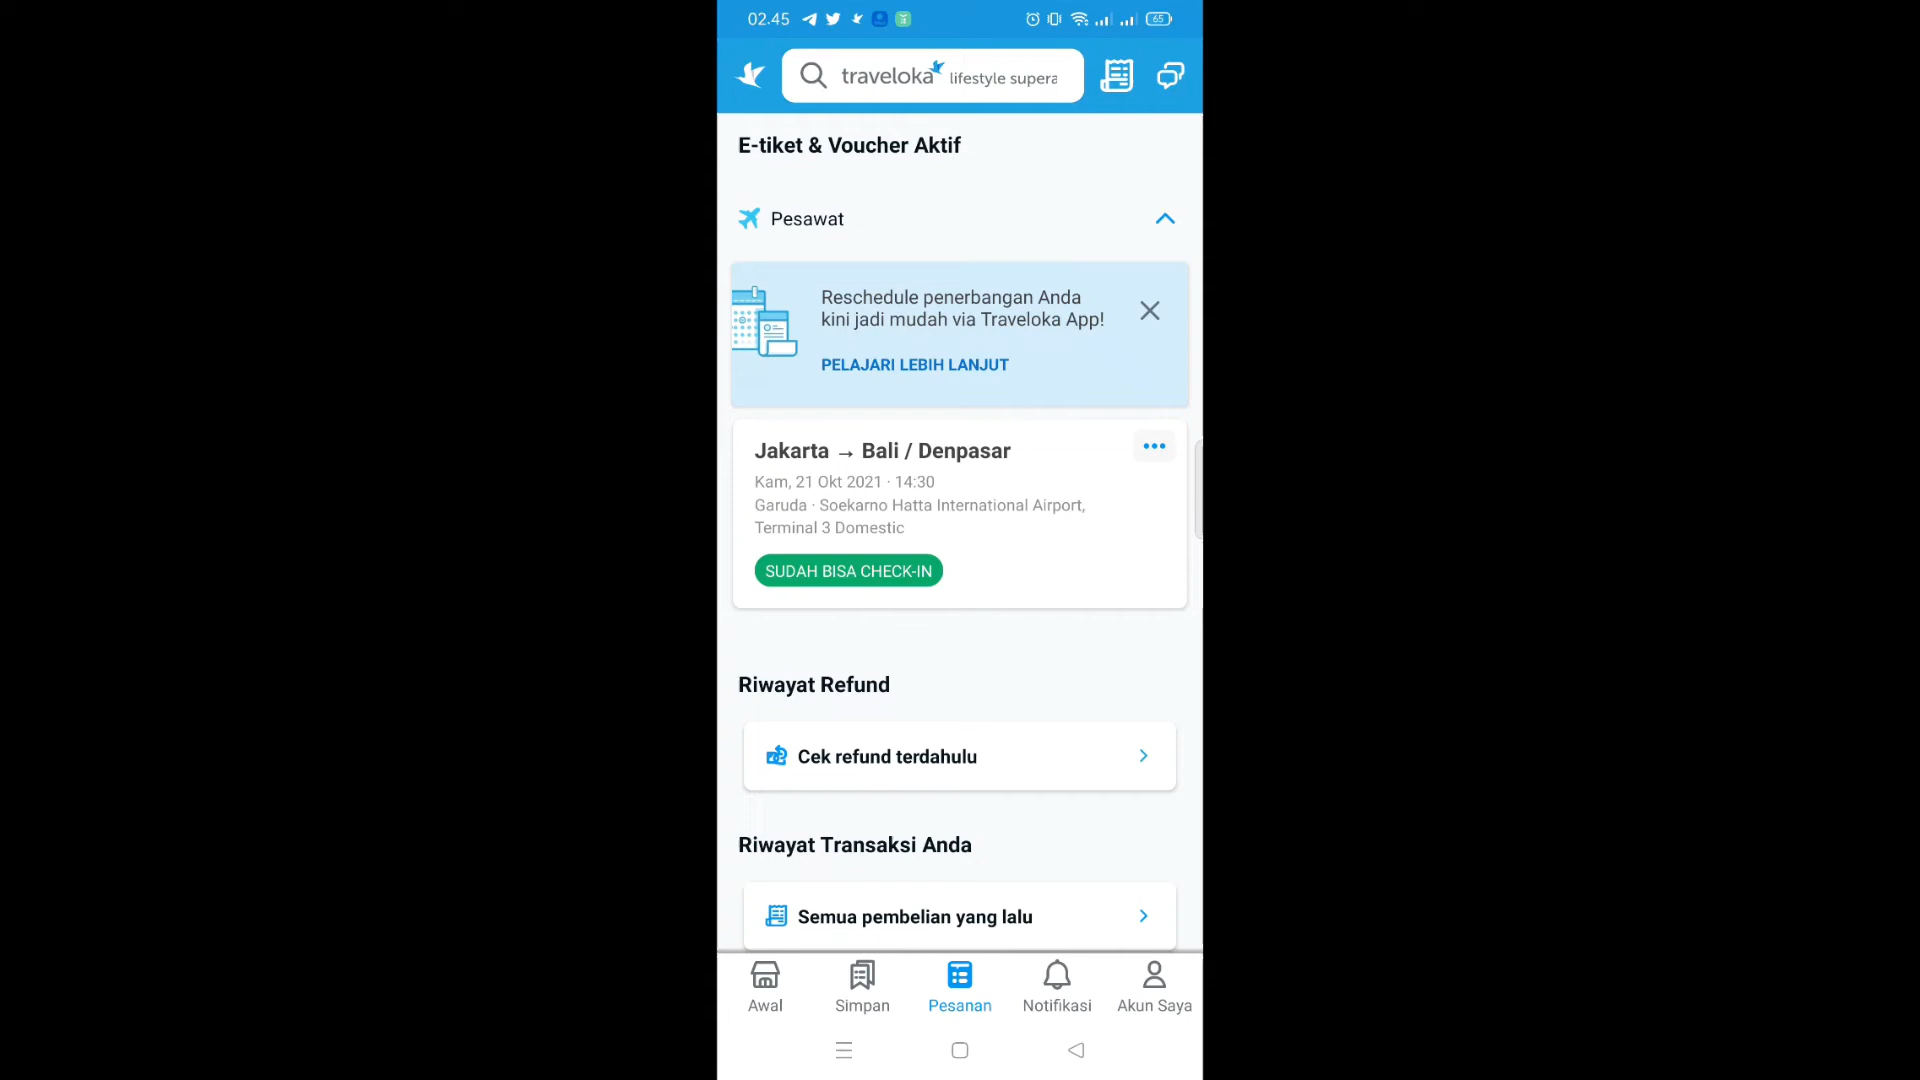 02.45
65
traveloka lifestyle supera
E-tiket & Voucher Aktif
Pesawat
Reschedule penerbangan Anda
kini jadi mudah via Traveloka App!
PELAJARI LEBIH LANJUT
Jakarta → Bali / Denpasar
Kam, 21 Okt 2021 · 14:30
Garuda · Soekarno Hatta International Airport,
Terminal 3 Domestic
SUDAH BISA CHECK-IN
Riwayat Refund
Cek refund terdahulu
Riwayat Transaksi Anda
Semua pembelian yang lalu
Awal
Simpan
Pesanan
Notifikasi
Akun Saya